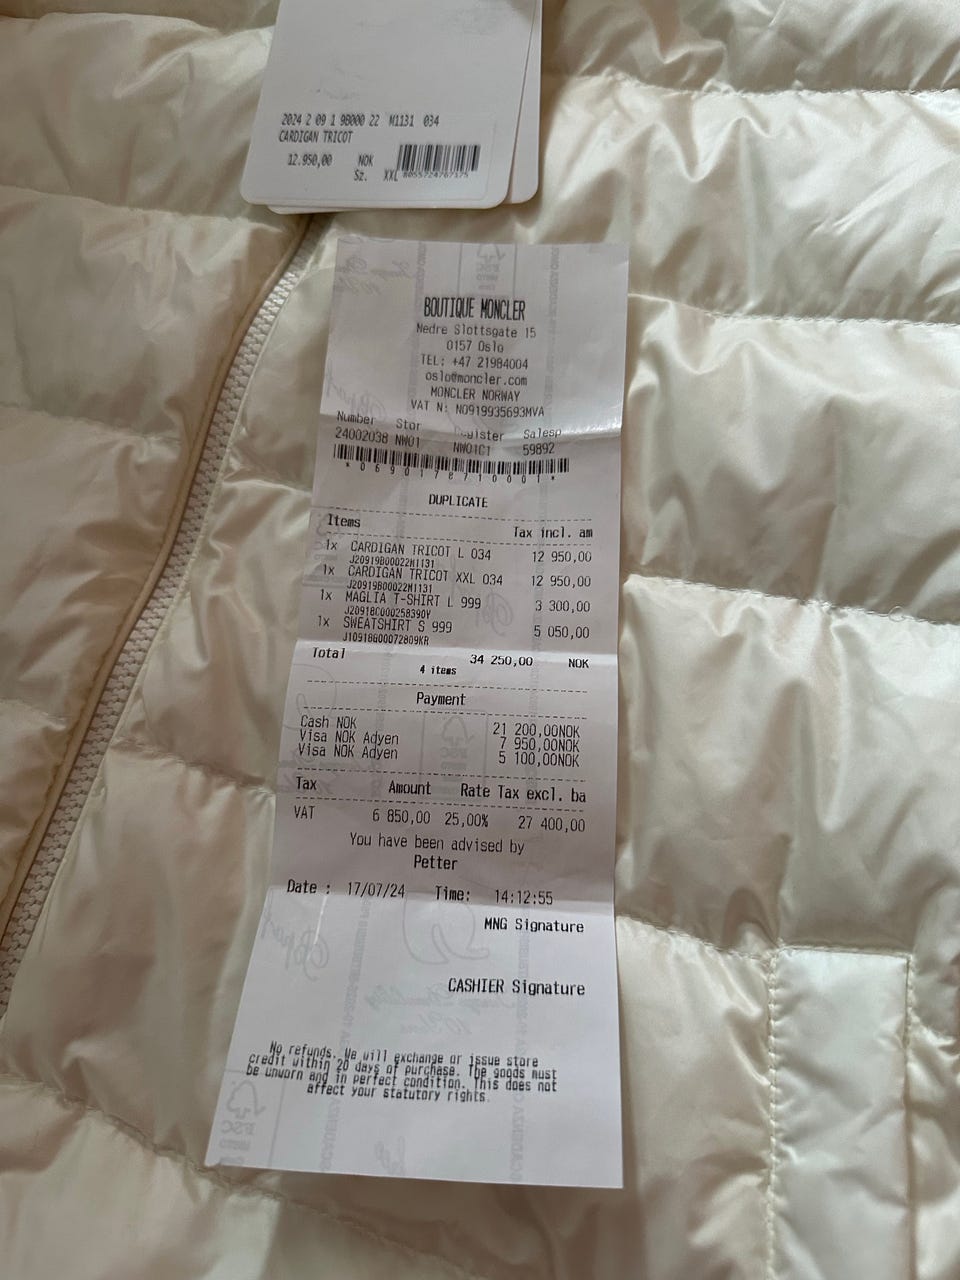 2024 2 09 1 9B000 22 M1131 034
CARDIGAN TRICOT
12.950,00 NOK
Sz. XXL 8055724767175
BOUTIQUE MONCLER
Nedre Slottsgate 15
0157 Oslo
TEL: +47 21984004
oslo@moncler.com
MONCLER NORWAY
VAT N: NO919935693MVA
Number Stor Salesp
24002038 NW01 NW01C1 59892
DUPLICATE
Items Tax incl. am
1x CARDIGAN TRICOT L 034 12 950,00
J20919B00022M1131
1x CARDIGAN TRICOT XXL 034 12 950,00
J20919B00022M1131
1x MAGLIA T-SHIRT L 999 3 300,00
J20918C000258390Y
1x SWEATSHIRT S 999 5 050,00
J10918G00072809KR
Total 34 250,00 NOK
4 items
Payment
Cash NOK 21 200,00NOK
Visa NOK Adyen 7 950,00NOK
Visa NOK Adyen 5 100,00NOK
Tax Amount Rate Tax excl. ba
VAT 6 850,00 25,00% 27 400,00
You have been advised by
Petter
Date : 17/07/24 Time: 14:12:55
MNG Signature
CASHIER Signature
No refunds. We will exchange or issue store
credit within 20 days of purchase. The goods must
be unworn and in perfect condition. This does not
affect your statutory rights.